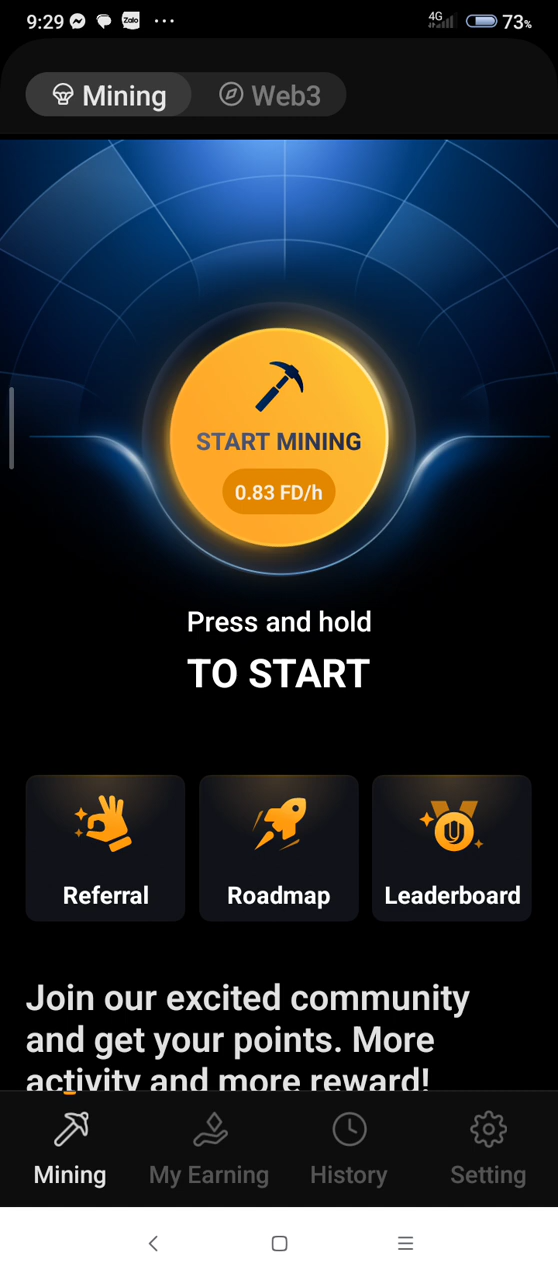 9:29 Zalo ... 4G 73%
Mining Web3
START MINING
0.83 FD/h
Press and hold
TO START
Referral Roadmap Leaderboard
Join our excited community
and get your points. More
activity and more reward!
Mining My Earning History Setting